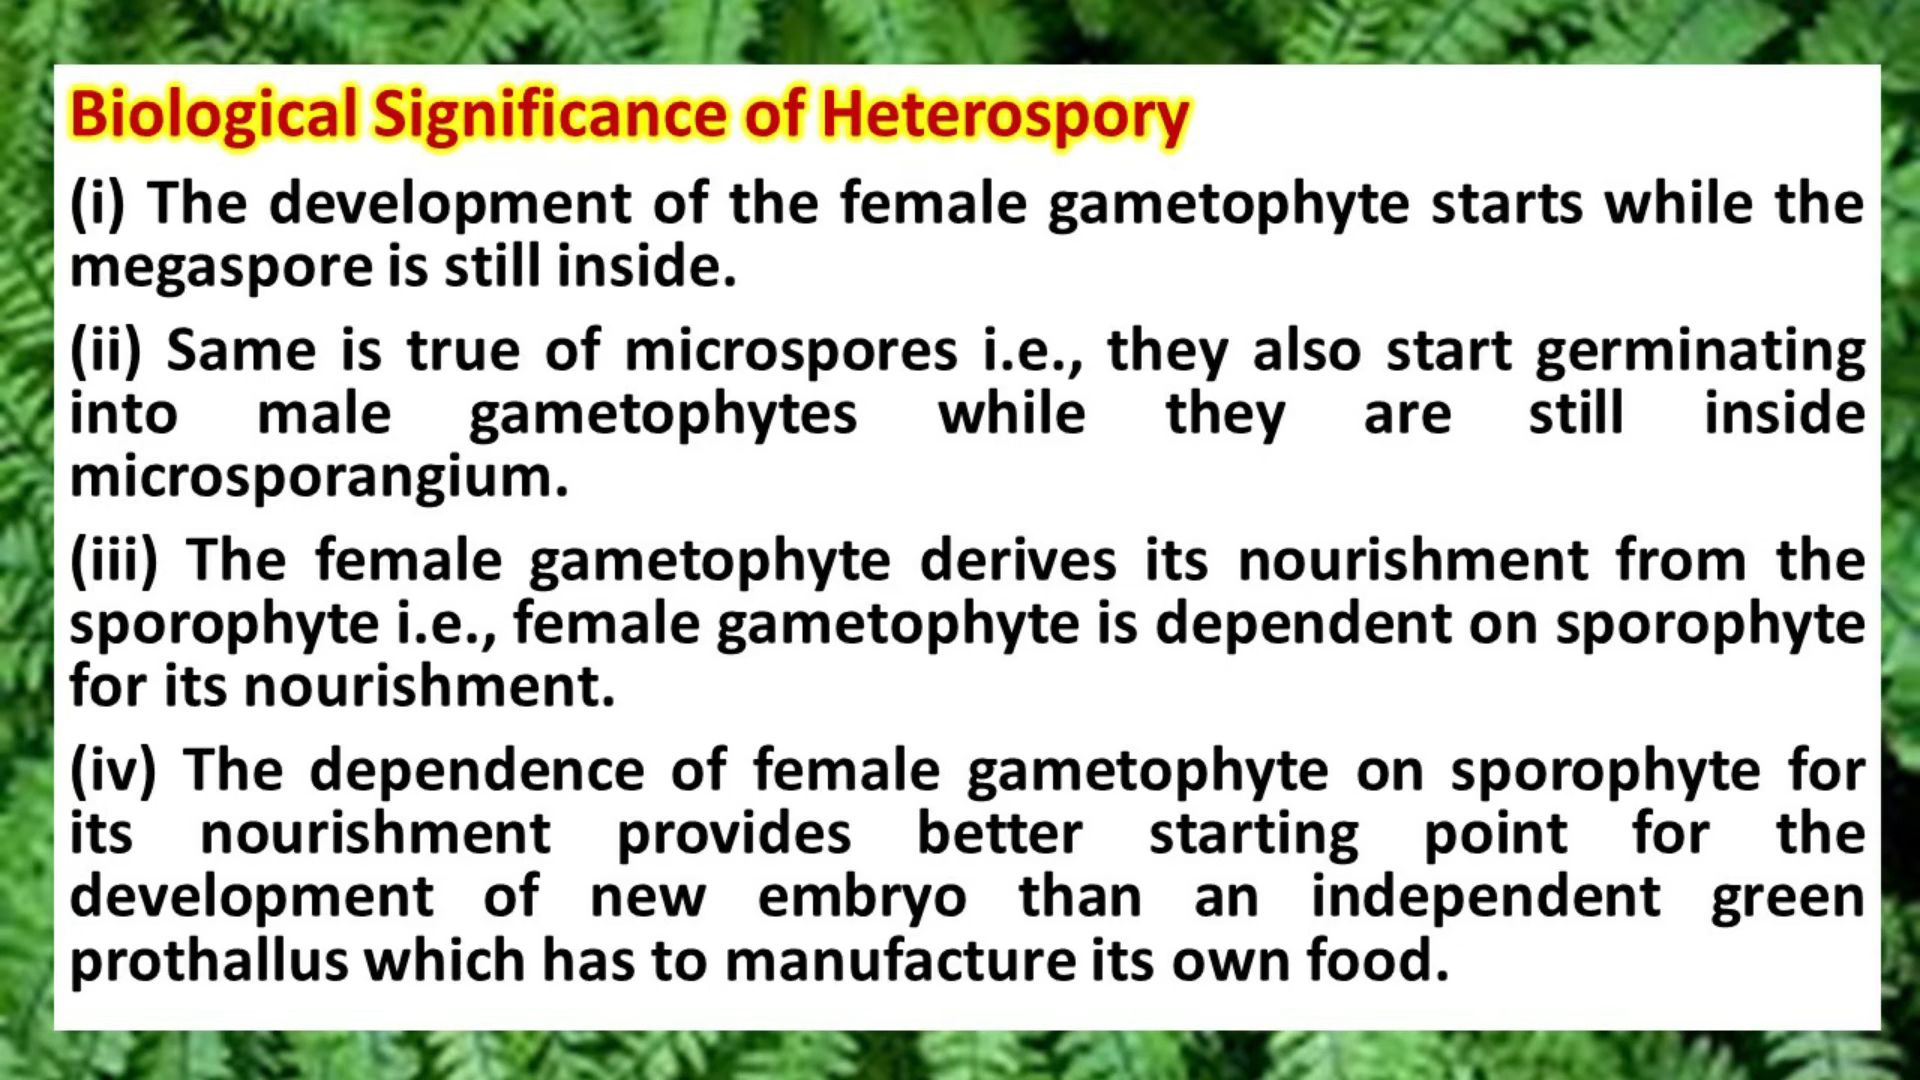 Biological Significance of Heterospory
(i) The development of the female gametophyte starts while the
megaspore is still inside.
(ii) Same is true of microspores i.e., they also start germinating
into male gametophytes while they are still inside
microsporangium.
(iii) The female gametophyte derives its nourishment from the
sporophyte i.e., female gametophyte is dependent on sporophyte
for its nourishment.
(iv) The dependence of female gametophyte on sporophyte for
its nourishment provides better starting point for the
development of new embryo than an independent green
prothallus which has to manufacture its own food.